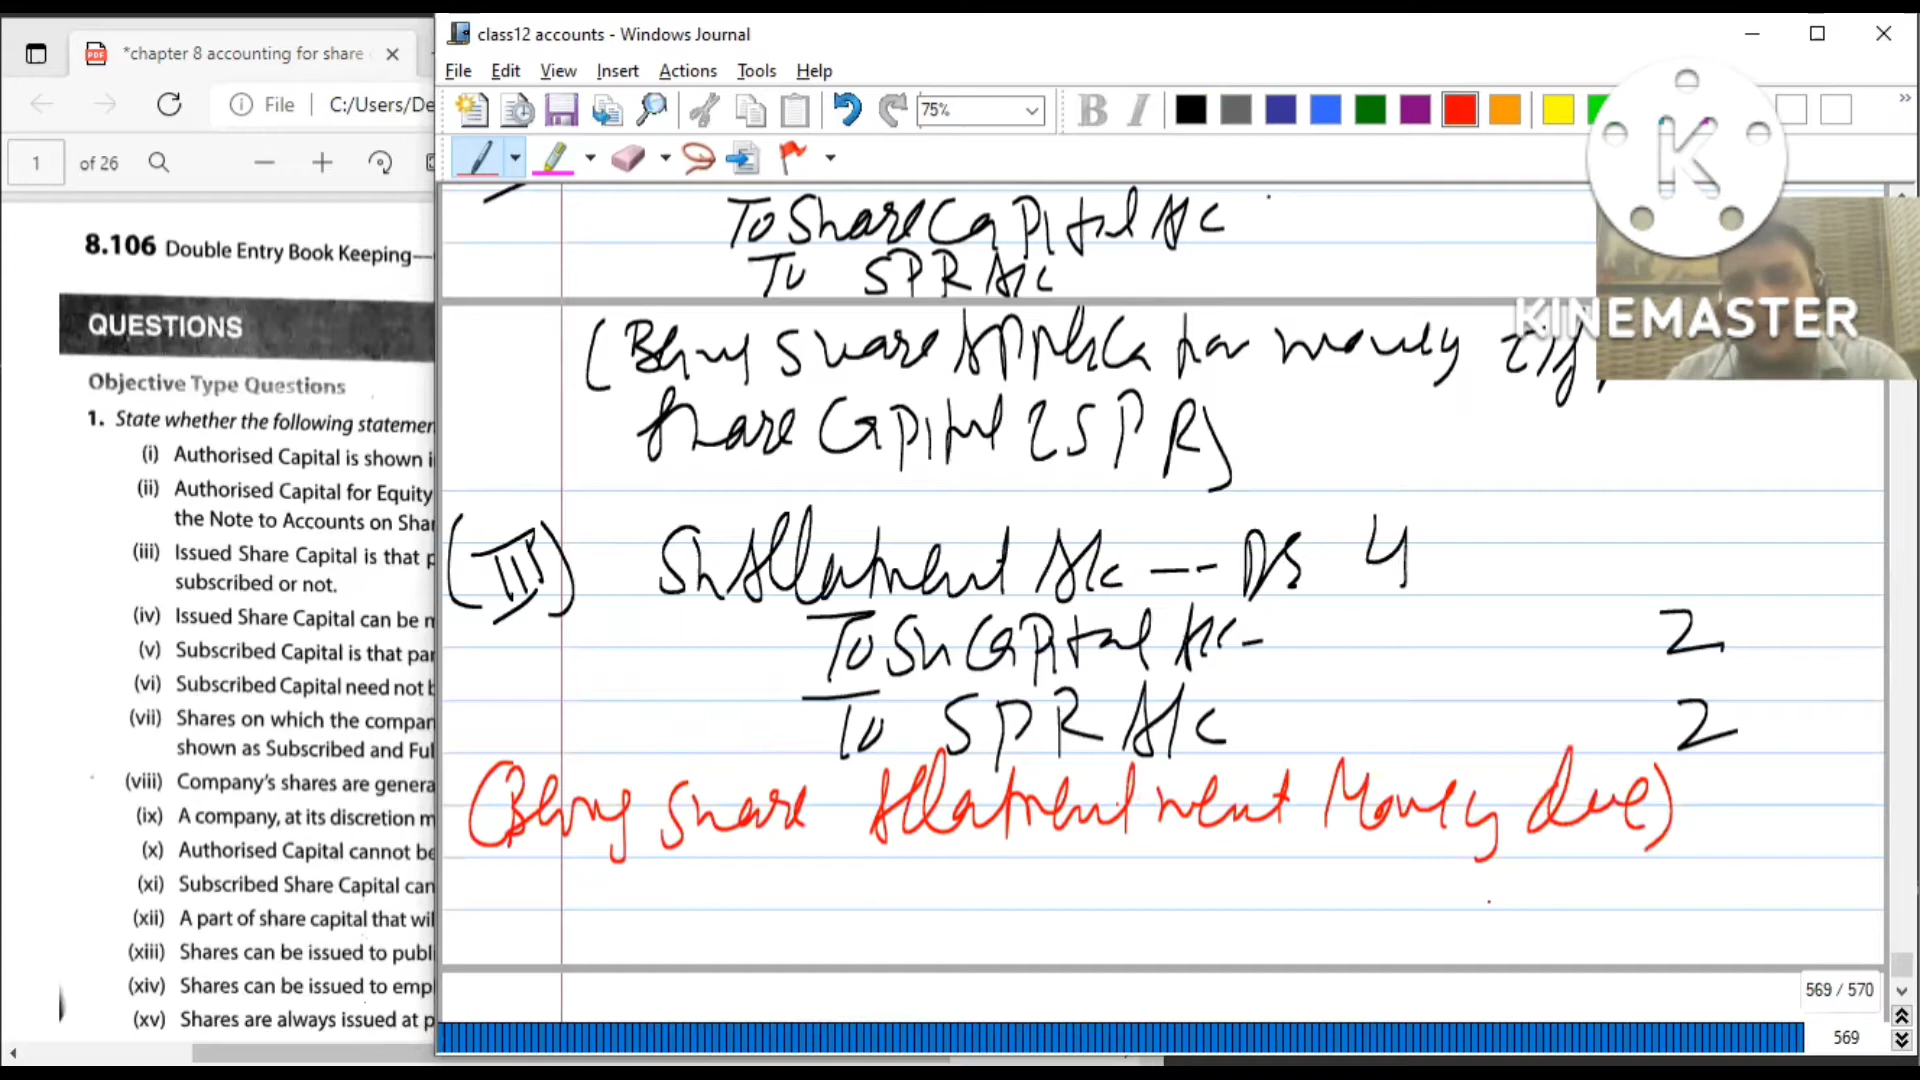 *chapter 8 accounting for share
class12 accounts - Windows Journal
File Edit View Insert Actions Tools Help
File C:/Users/De
75%
B I
1 of 26
K
KINEMASTER
8.106 Double Entry Book Keeping—
QUESTIONS
Objective Type Questions
1. State whether the following statemen
(i) Authorised Capital is shown i
(ii) Authorised Capital for Equity
the Note to Accounts on Shar
(iii) Issued Share Capital is that p
subscribed or not.
(iv) Issued Share Capital can be m
(v) Subscribed Capital is that par
(vi) Subscribed Capital need not b
(vii) Shares on which the compan
shown as Subscribed and Ful
(viii) Company's shares are genera
(ix) A company, at its discretion m
(x) Authorised Capital cannot be
(xi) Subscribed Share Capital can
(xii) A part of share capital that wil
(xiii) Shares can be issued to publi
(xiv) Shares can be issued to empl
(xv) Shares are always issued at p
To Share Capital A/c
To SPR A/c
(Being Share Application money
Share Capital & SPR)
(III) Sh Allotment A/c --- Dr 4
To Sh Capital A/c - 2
To SPR A/c 2
(Being Share Money due)
569 / 570
569